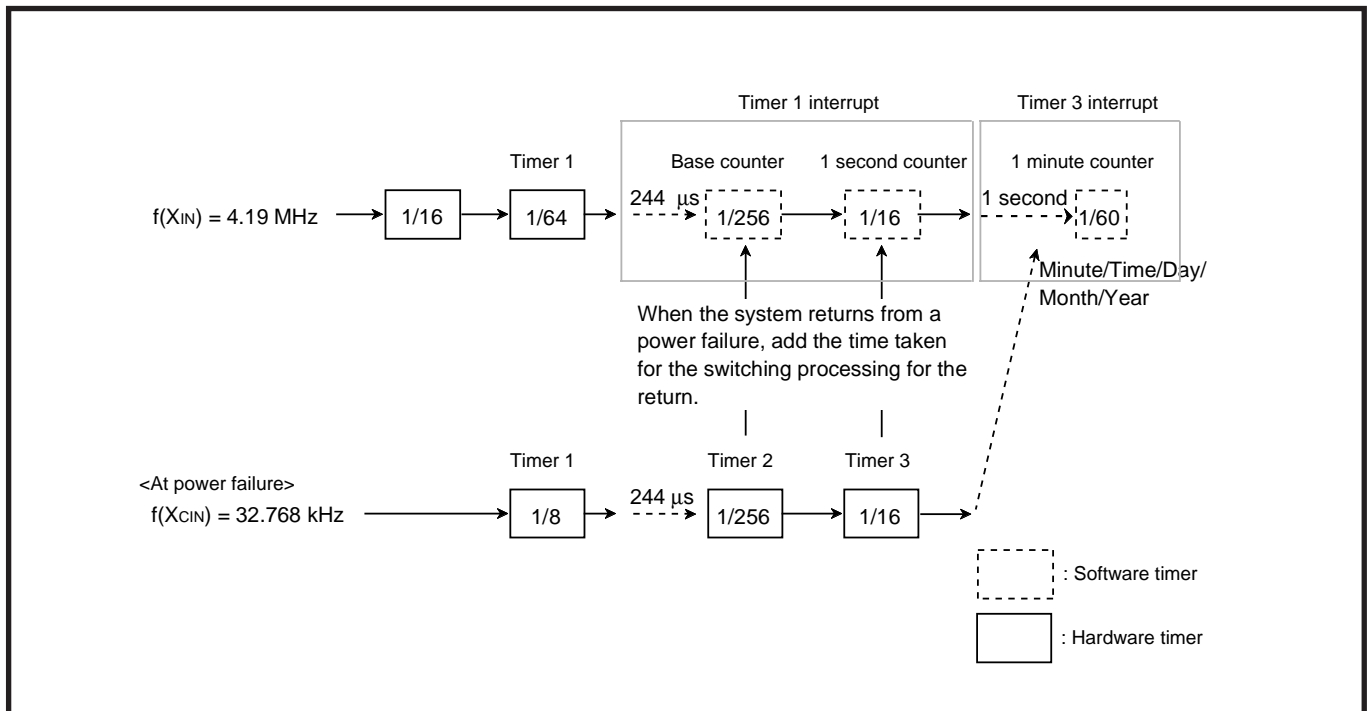 Timer 1 interrupt
Timer 3 interrupt
Timer 1
Base counter
1 second counter
1 minute counter
f(XIN) = 4.19 MHz
1/16
1/64
244 μs
1/256
1/16
1 second
1/60
Minute/Time/Day/
Month/Year
When the system returns from a
power failure, add the time taken
for the switching processing for the
return.
Timer 1
Timer 2
Timer 3
<At power failure>
f(XCIN) = 32.768 kHz
1/8
244 μs
1/256
1/16
: Software timer
: Hardware timer